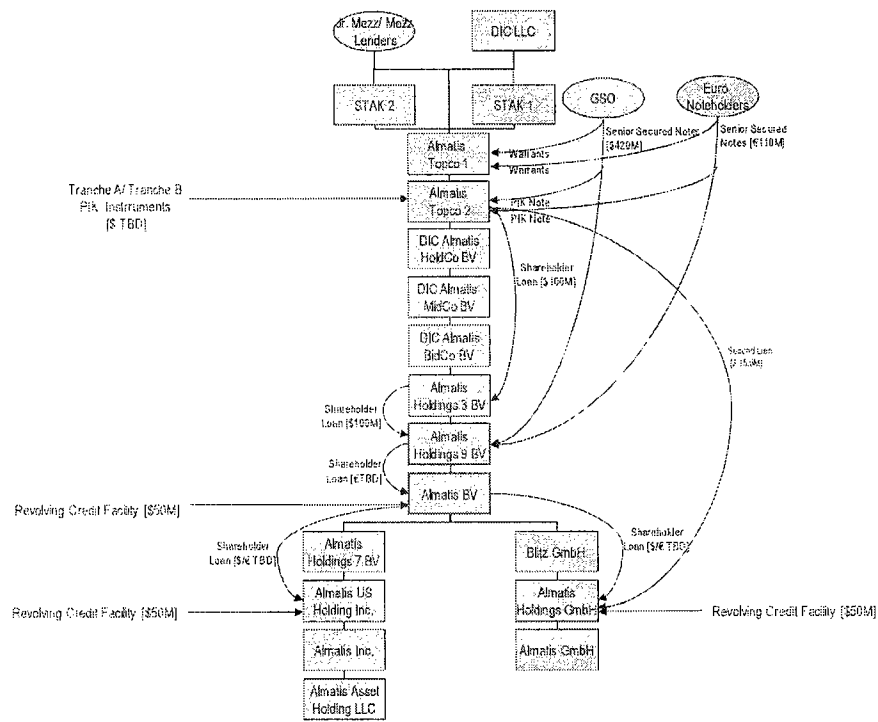 Jr. Mezz/ Mezz
Lenders
DIC LLC
STAK 2
STAK 1
GSO
Euro
Noteholders
Senior Secured Notes
[$420M]
Senior Secured
Notes
Almatis
Topco 1
Warrants
Warrants
Tranche A/ Tranche B
PIK Instruments
[$ TBD]
Almatis
Topco 2
PIK Note
PIK Note
DIC Almatis
HoldCo BV
Shareholder
Loan [$100M]
DIC Almatis
MidCo BV
DIC Almatis
BidCo BV
Second Lien
Almatis
Holdings 3 BV
Shareholder
Loan [$100M]
Almatis
Holdings 9 BV
Shareholder
Loan [€TBD]
Almatis BV
Revolving Credit Facility [$50M]
Shareholder
Loan [$/€ TBD]
Almatis
Holdings 7 BV
Blitz GmbH
Shareholder
Loan [$/€ TBD]
Revolving Credit Facility [$50M]
Almatis US
Holding Inc.
Almatis
Holdings GmbH
Revolving Credit Facility [$50M]
Almatis Inc.
Almatis GmbH
Almatis Asset
Holding LLC